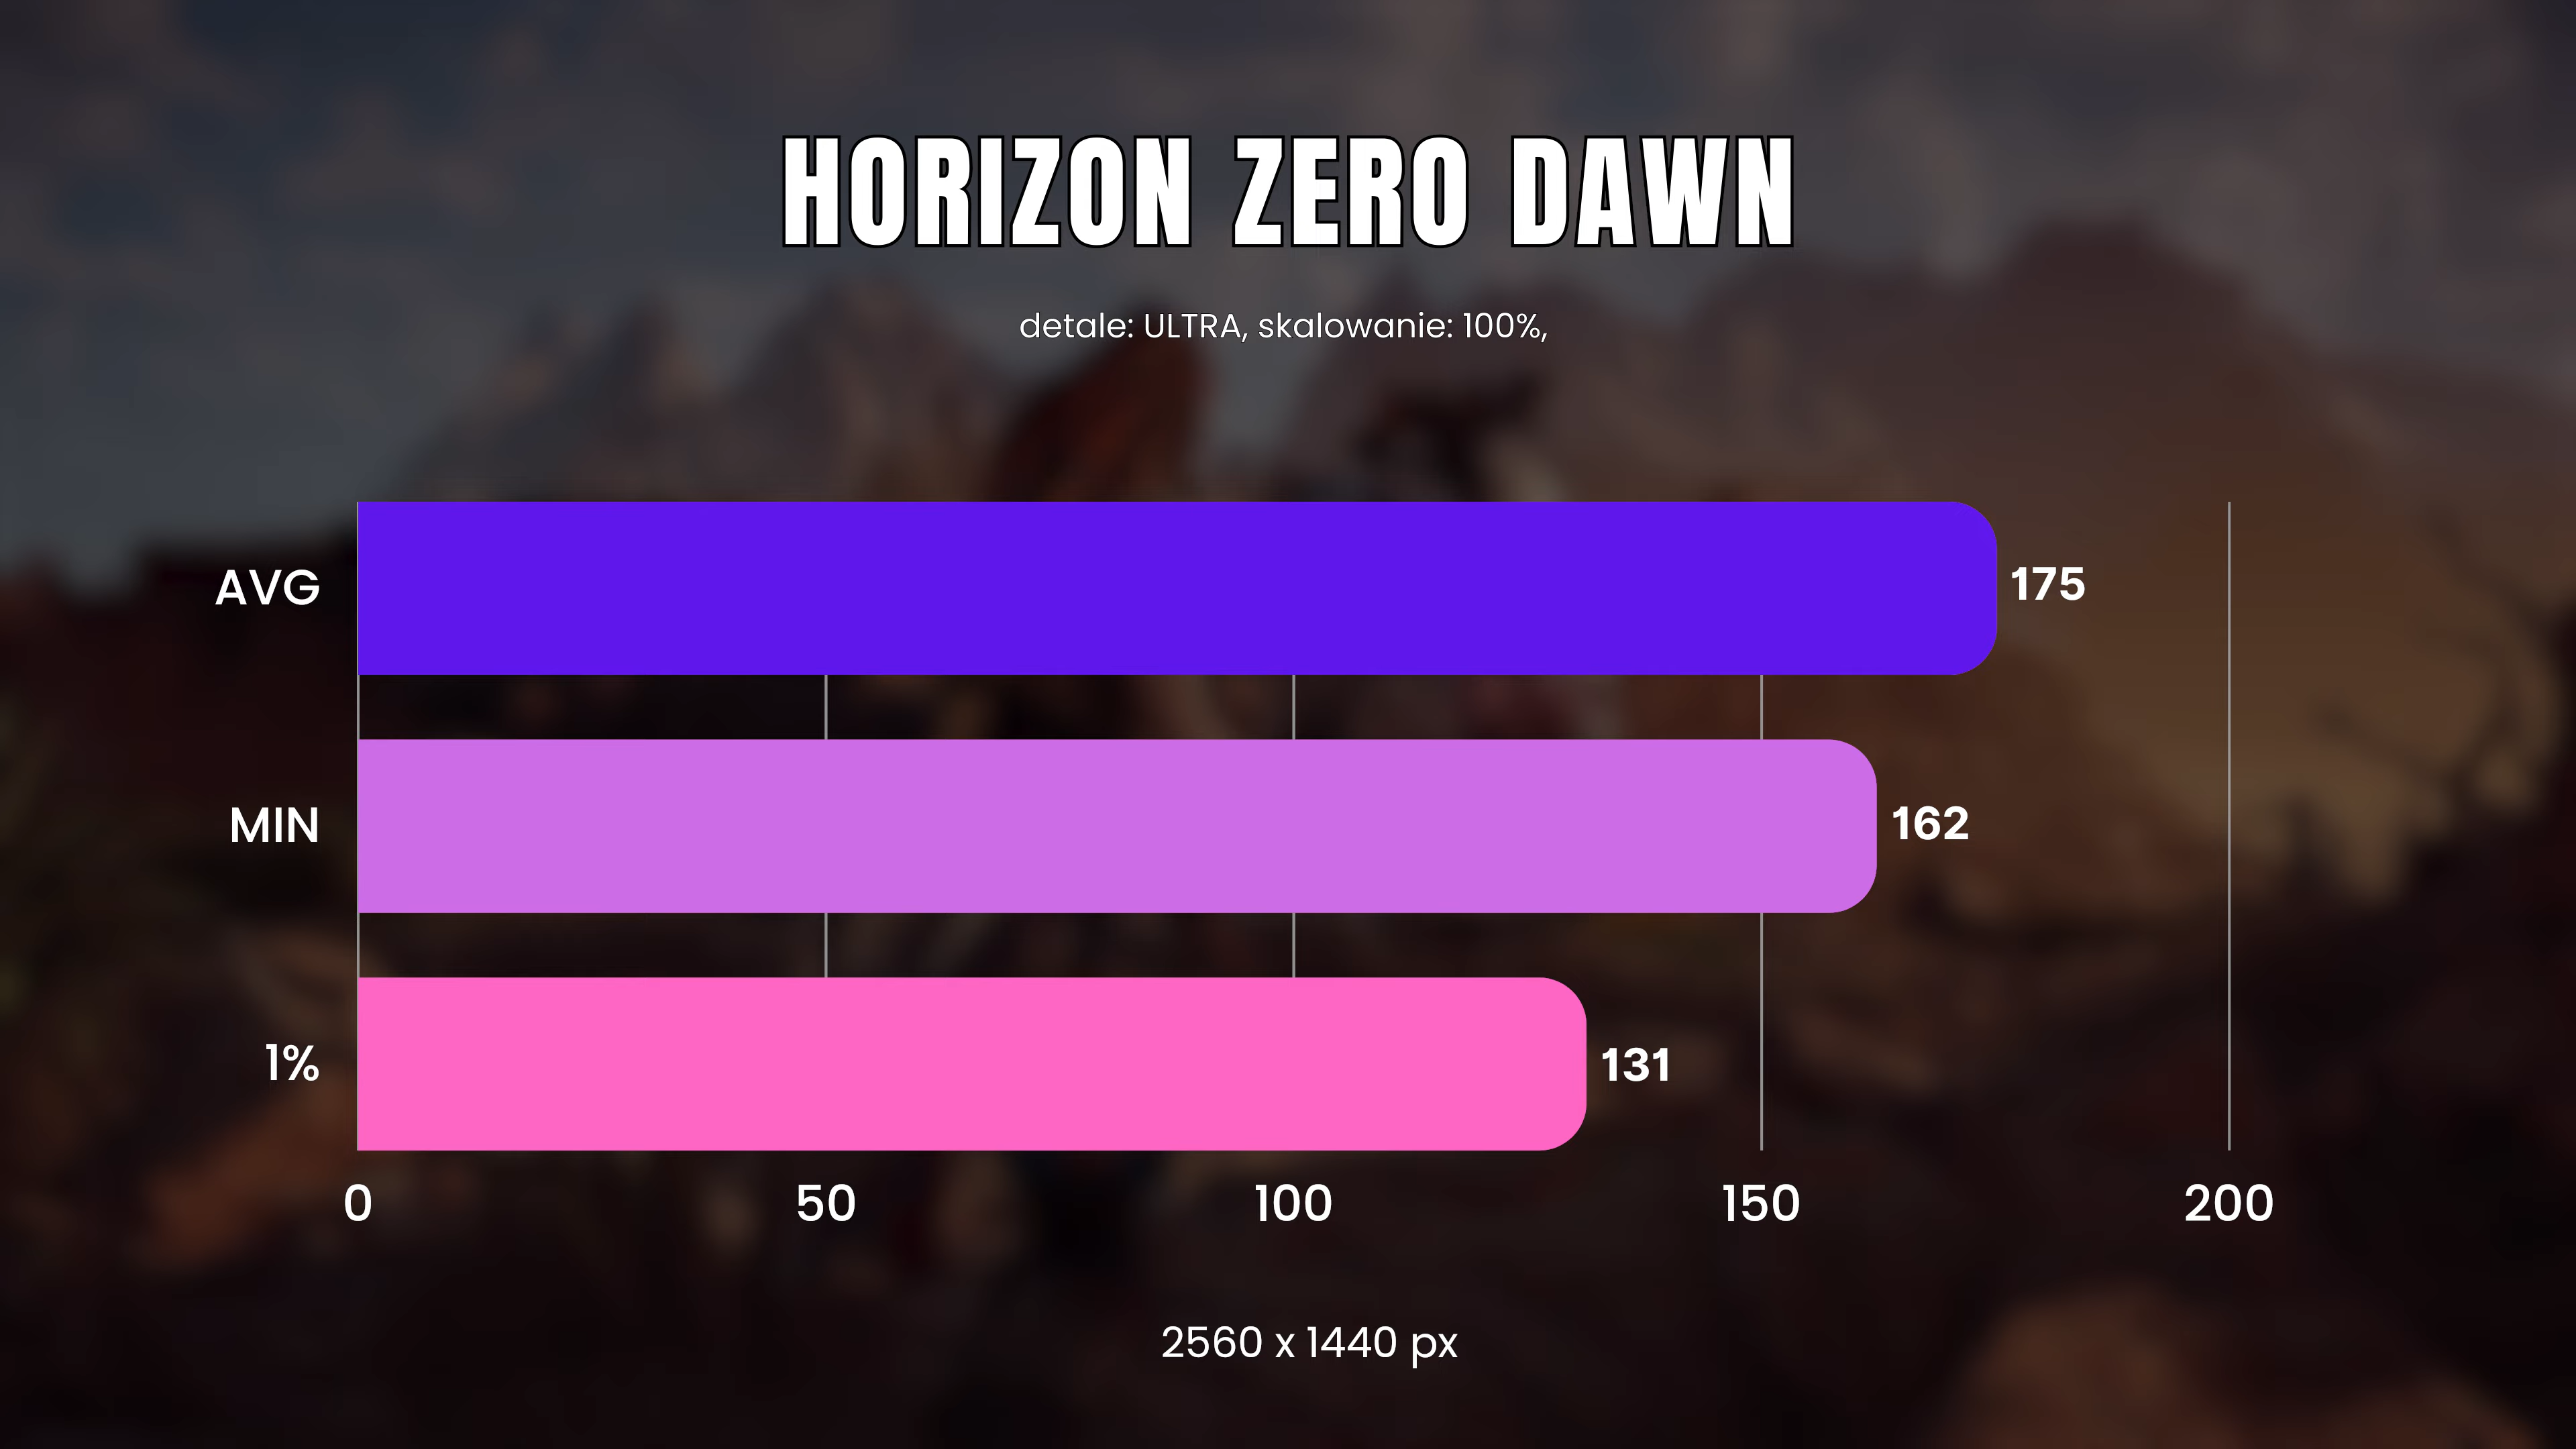 HORIZON ZERO DAWN
detale: ULTRA, skalowanie: 100%,
AVG 175
MIN 162
1% 131
0 50 100 150 200
2560 x 1440 px